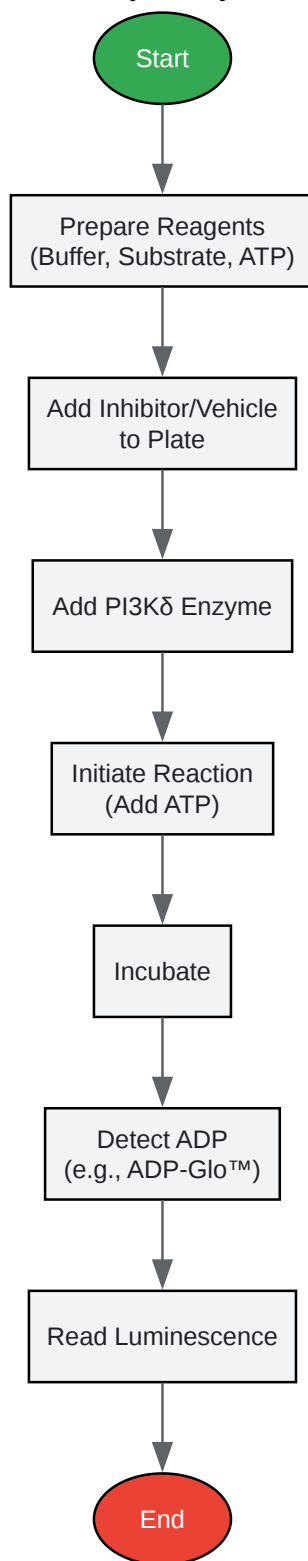 Start
Prepare Reagents
(Buffer, Substrate, ATP)
Add Inhibitor/Vehicle
to Plate
Add PI3Kδ Enzyme
Initiate Reaction
(Add ATP)
Incubate
Detect ADP
(e.g., ADP-Glo™)
Read Luminescence
End